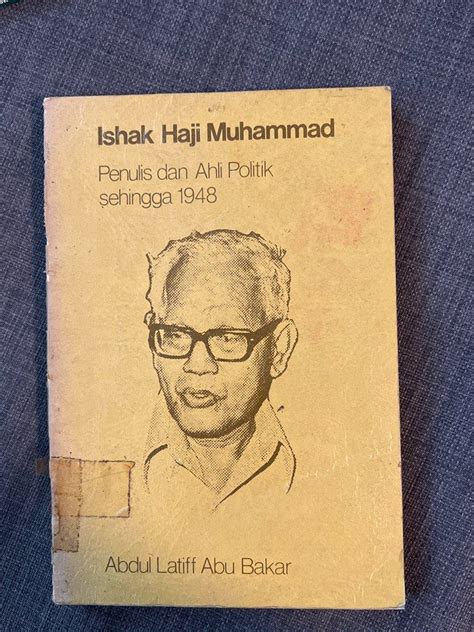 Ishak Haji Muhammad
Penulis dan Ahli Politik
sehingga 1948
Abdul Latiff Abu Bakar